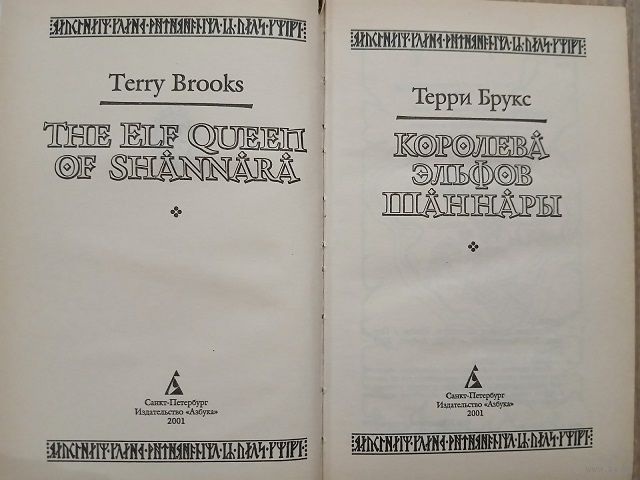 Terry Brooks
THE ELF QUEEN
OF SHANNARA
Санкт-Петербург
Издательство «Азбука»
2001
Терри Брукс
КОРОЛЕВА
ЭЛЬФОВ
ШАННАРЫ
Санкт-Петербург
Издательство «Азбука»
2001